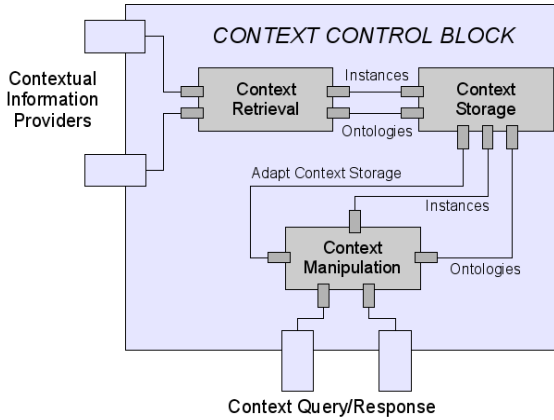 CONTEXT CONTROL BLOCK
Contextual
Information
Providers
Context
Retrieval
Instances
Ontologies
Context
Storage
Adapt Context Storage
Instances
Context
Manipulation
Ontologies
Context Query/Response